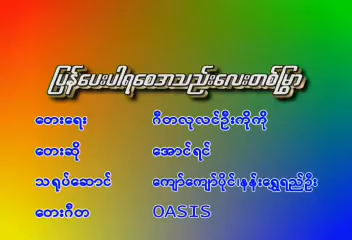 ပြန်ပေးပါရစေအသည်းလေးတစ်မြွာ
တေးရေး ဂီတလုလင်ဦးကိုကို
တေးဆို အောင်ရင်
သရုပ်ဆောင် ကျော်ကျော်ဗိုင်၊နန်းရွှေရည်ဦး
တေးဂီတ OASIS